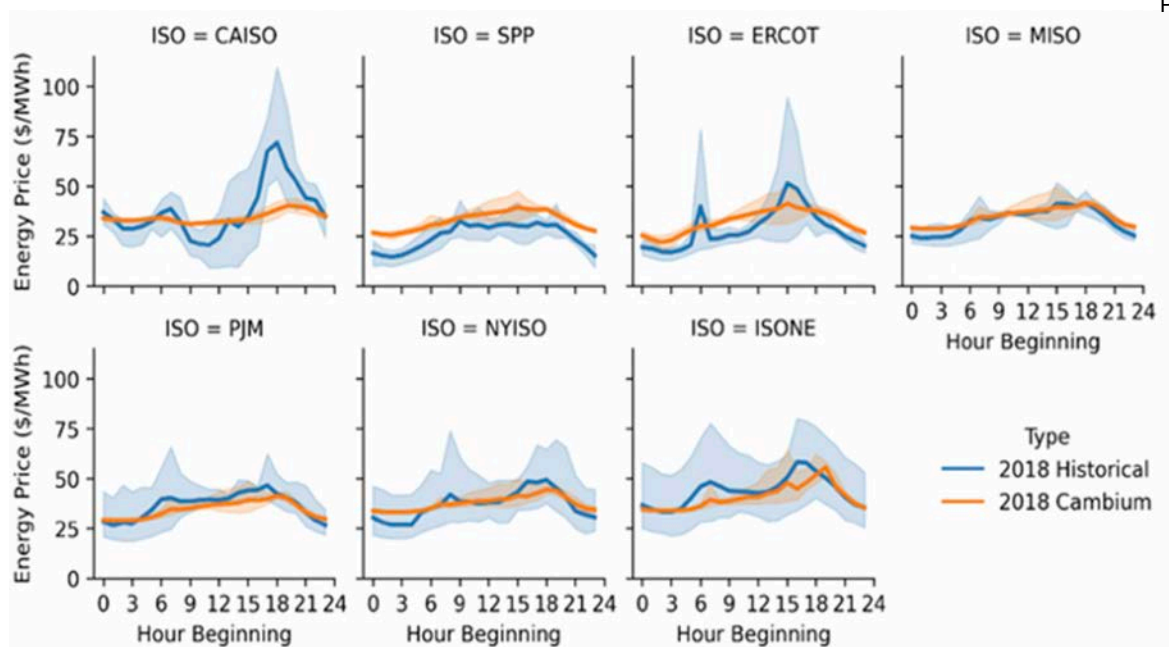 H
ISO = CAISO ISO = SPP ISO = ERCOT ISO = MISO
Energy Price ($/MWh)
100
75
50
25
0
0 3 6 9 12 15 18 21 24
Hour Beginning
ISO = PJM ISO = NYISO ISO = ISONE
Energy Price ($/MWh)
100
75
50
25
0
0 3 6 9 12 15 18 21 24 0 3 6 9 12 15 18 21 24 0 3 6 9 12 15 18 21 24
Hour Beginning Hour Beginning Hour Beginning
Type
2018 Historical
2018 Cambium